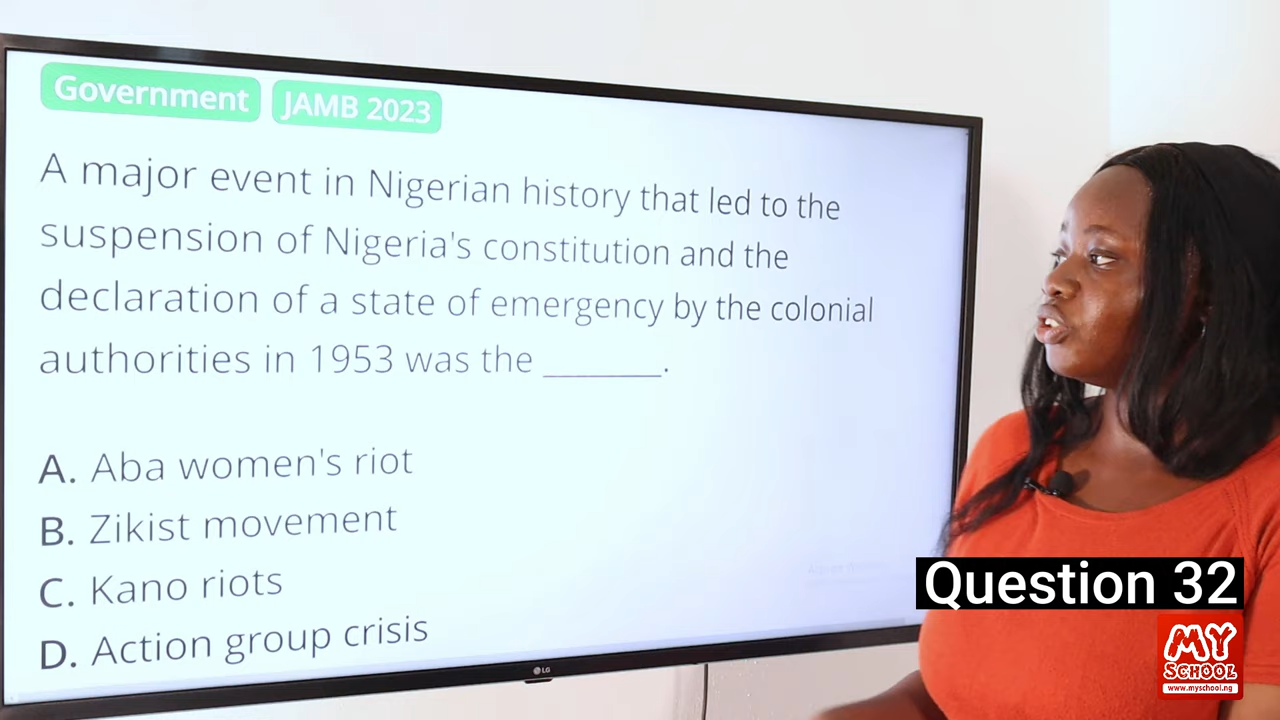 Government JAMB 2023
A major event in Nigerian history that led to the
suspension of Nigeria's constitution and the
declaration of a state of emergency by the colonial
authorities in 1953 was the ________.
A. Aba women's riot
B. Zikist movement
C. Kano riots
D. Action group crisis
LG
Question 32
MY
SCHOOL
www.myschool.ng